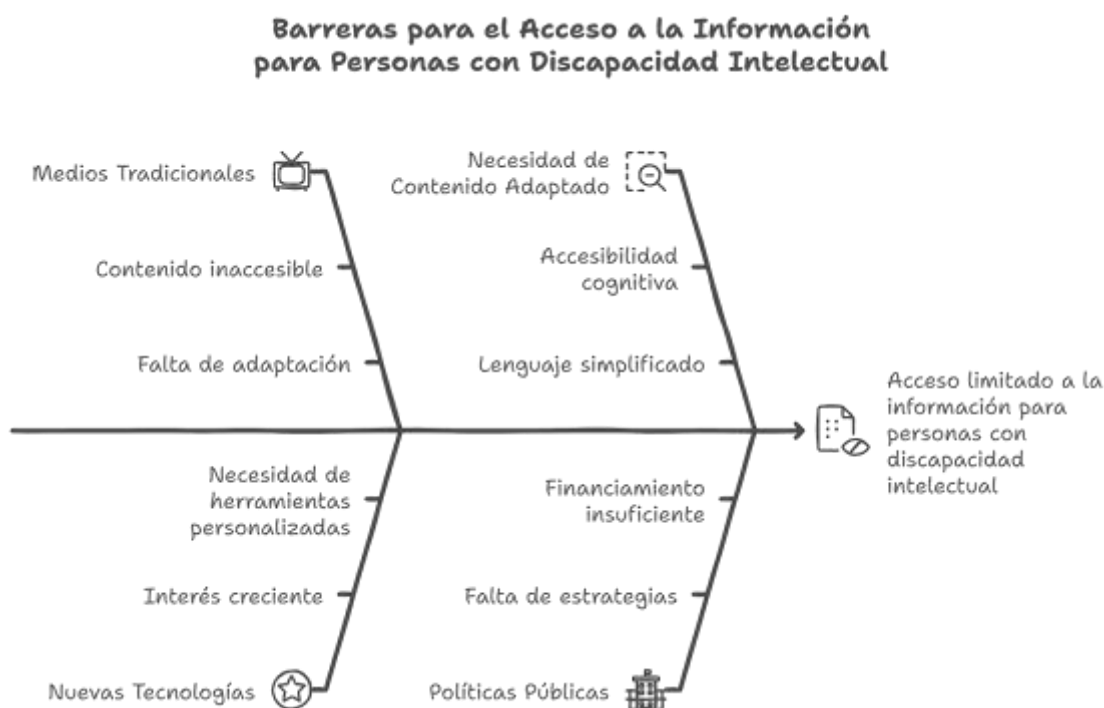 Barreras para el Acceso a la Información
para Personas con Discapacidad Intelectual
Medios Tradicionales
Contenido inaccesible
Falta de adaptación
Necesidad de
Contenido Adaptado
Accesibilidad
cognitiva
Lenguaje simplificado
Acceso limitado a la
información para
personas con
discapacidad
intelectual
Necesidad de
herramientas
personalizadas
Interés creciente
Nuevas Tecnologías
Financiamiento
insuficiente
Falta de estrategias
Políticas Públicas